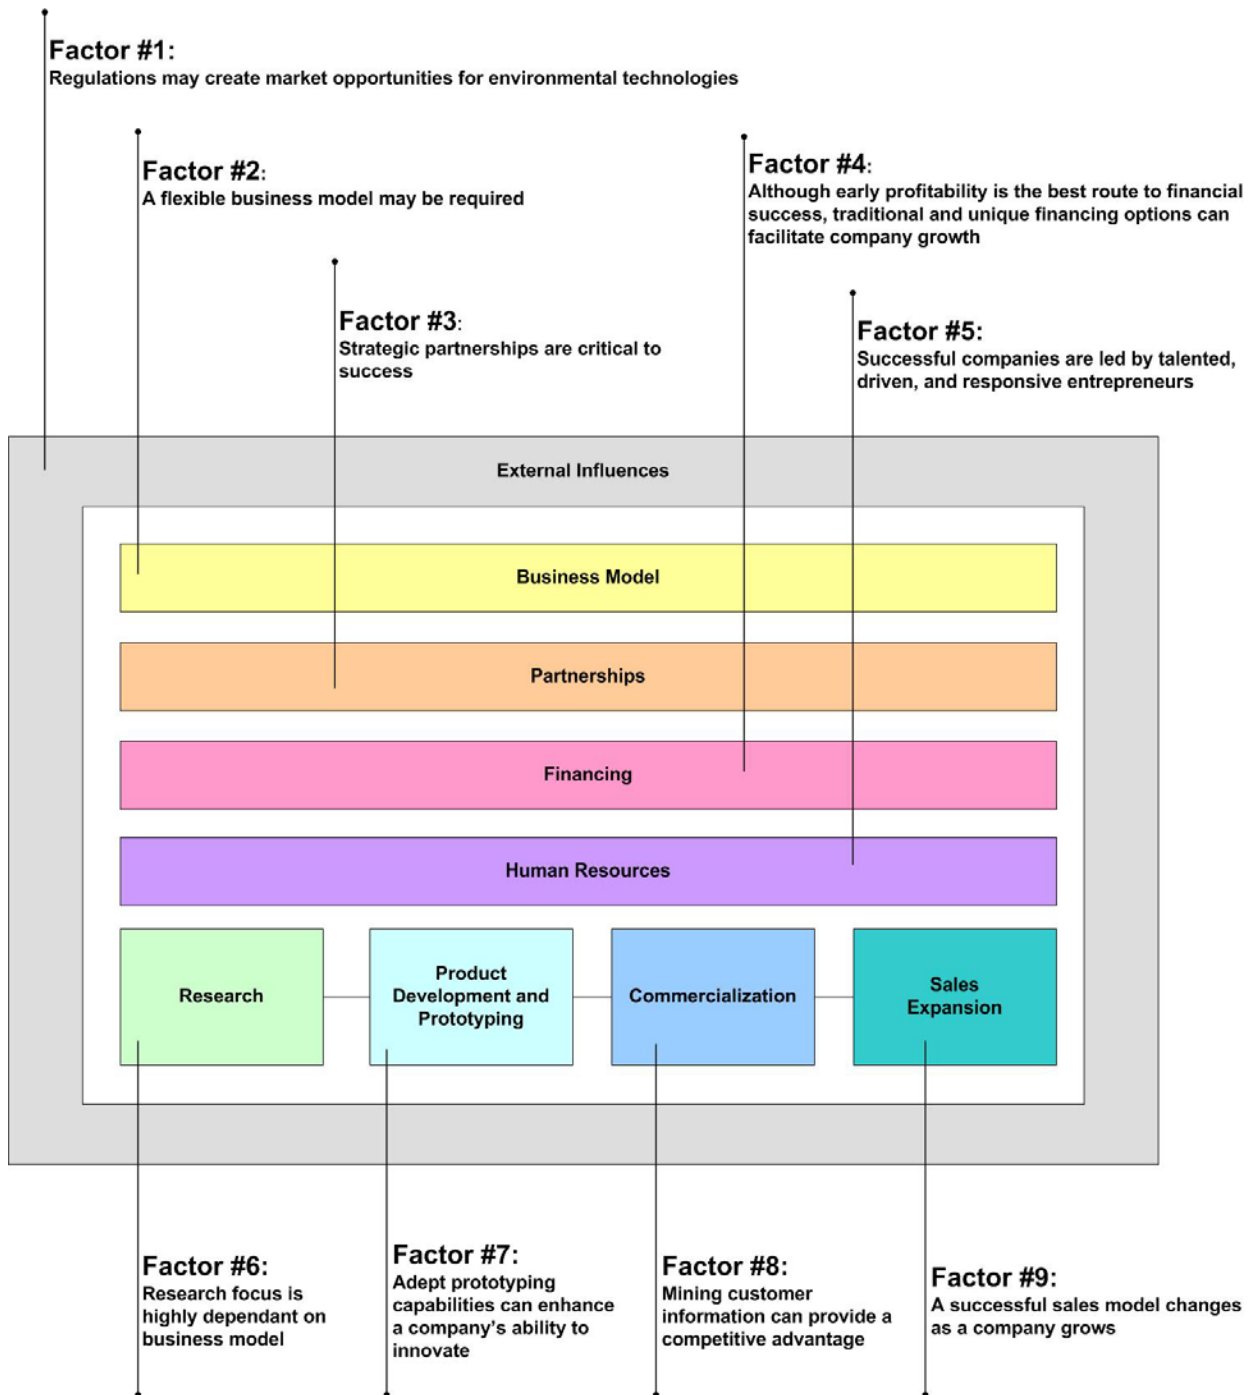 Factor #1:
Regulations may create market opportunities for environmental technologies
Factor #2:
A flexible business model may be required
Factor #4:
Although early profitability is the best route to financial
success, traditional and unique financing options can
facilitate company growth
Factor #3:
Strategic partnerships are critical to
success
Factor #5:
Successful companies are led by talented,
driven, and responsive entrepreneurs
External Influences
Business Model
Partnerships
Financing
Human Resources
Research
Product
Development and
Prototyping
Commercialization
Sales
Expansion
Factor #6:
Research focus is
highly dependant on
business model
Factor #7:
Adept prototyping
capabilities can enhance
a company's ability to
innovate
Factor #8:
Mining customer
information can provide a
competitive advantage
Factor #9:
A successful sales model changes
as a company grows